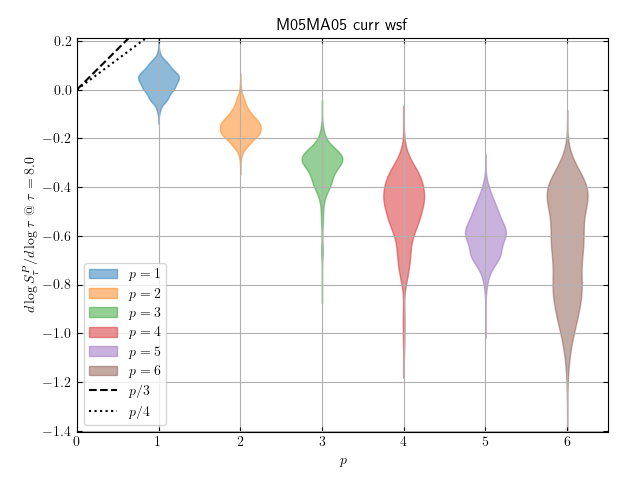 M05MA05 curr wsf
d log S_τ^P / d log τ @ τ = 8.0
0.2
0.0
−0.2
−0.4
−0.6
−0.8
−1.0
−1.2
−1.4
p = 1
p = 2
p = 3
p = 4
p = 5
p = 6
p/3
p/4
0 1 2 3 4 5 6
p